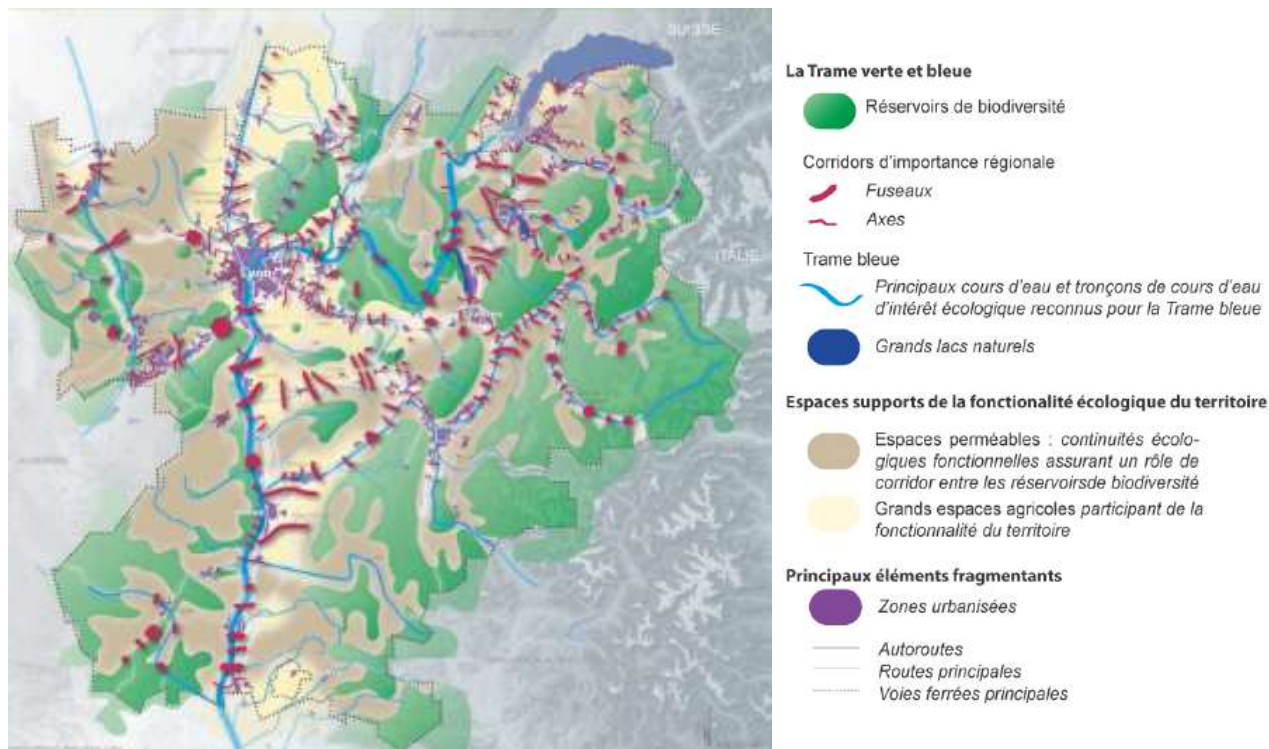 SUISSE
ITALIE
La Trame verte et bleue
Réservoirs de biodiversité
Corridors d'importance régionale
Fuseaux
Axes
Trame bleue
Principaux cours d'eau et tronçons de cours d'eau
d'intérêt écologique reconnus pour la Trame bleue
Grands lacs naturels
Espaces supports de la fonctionalité écologique du territoire
Espaces perméables : continuités écolo-
giques fonctionnelles assurant un rôle de
corridor entre les réservoirsde biodiversité
Grands espaces agricoles participant de la
fonctionnalité du territoire
Principaux éléments fragmentants
Zones urbanisées
Autoroutes
Routes principales
Voies ferrées principales